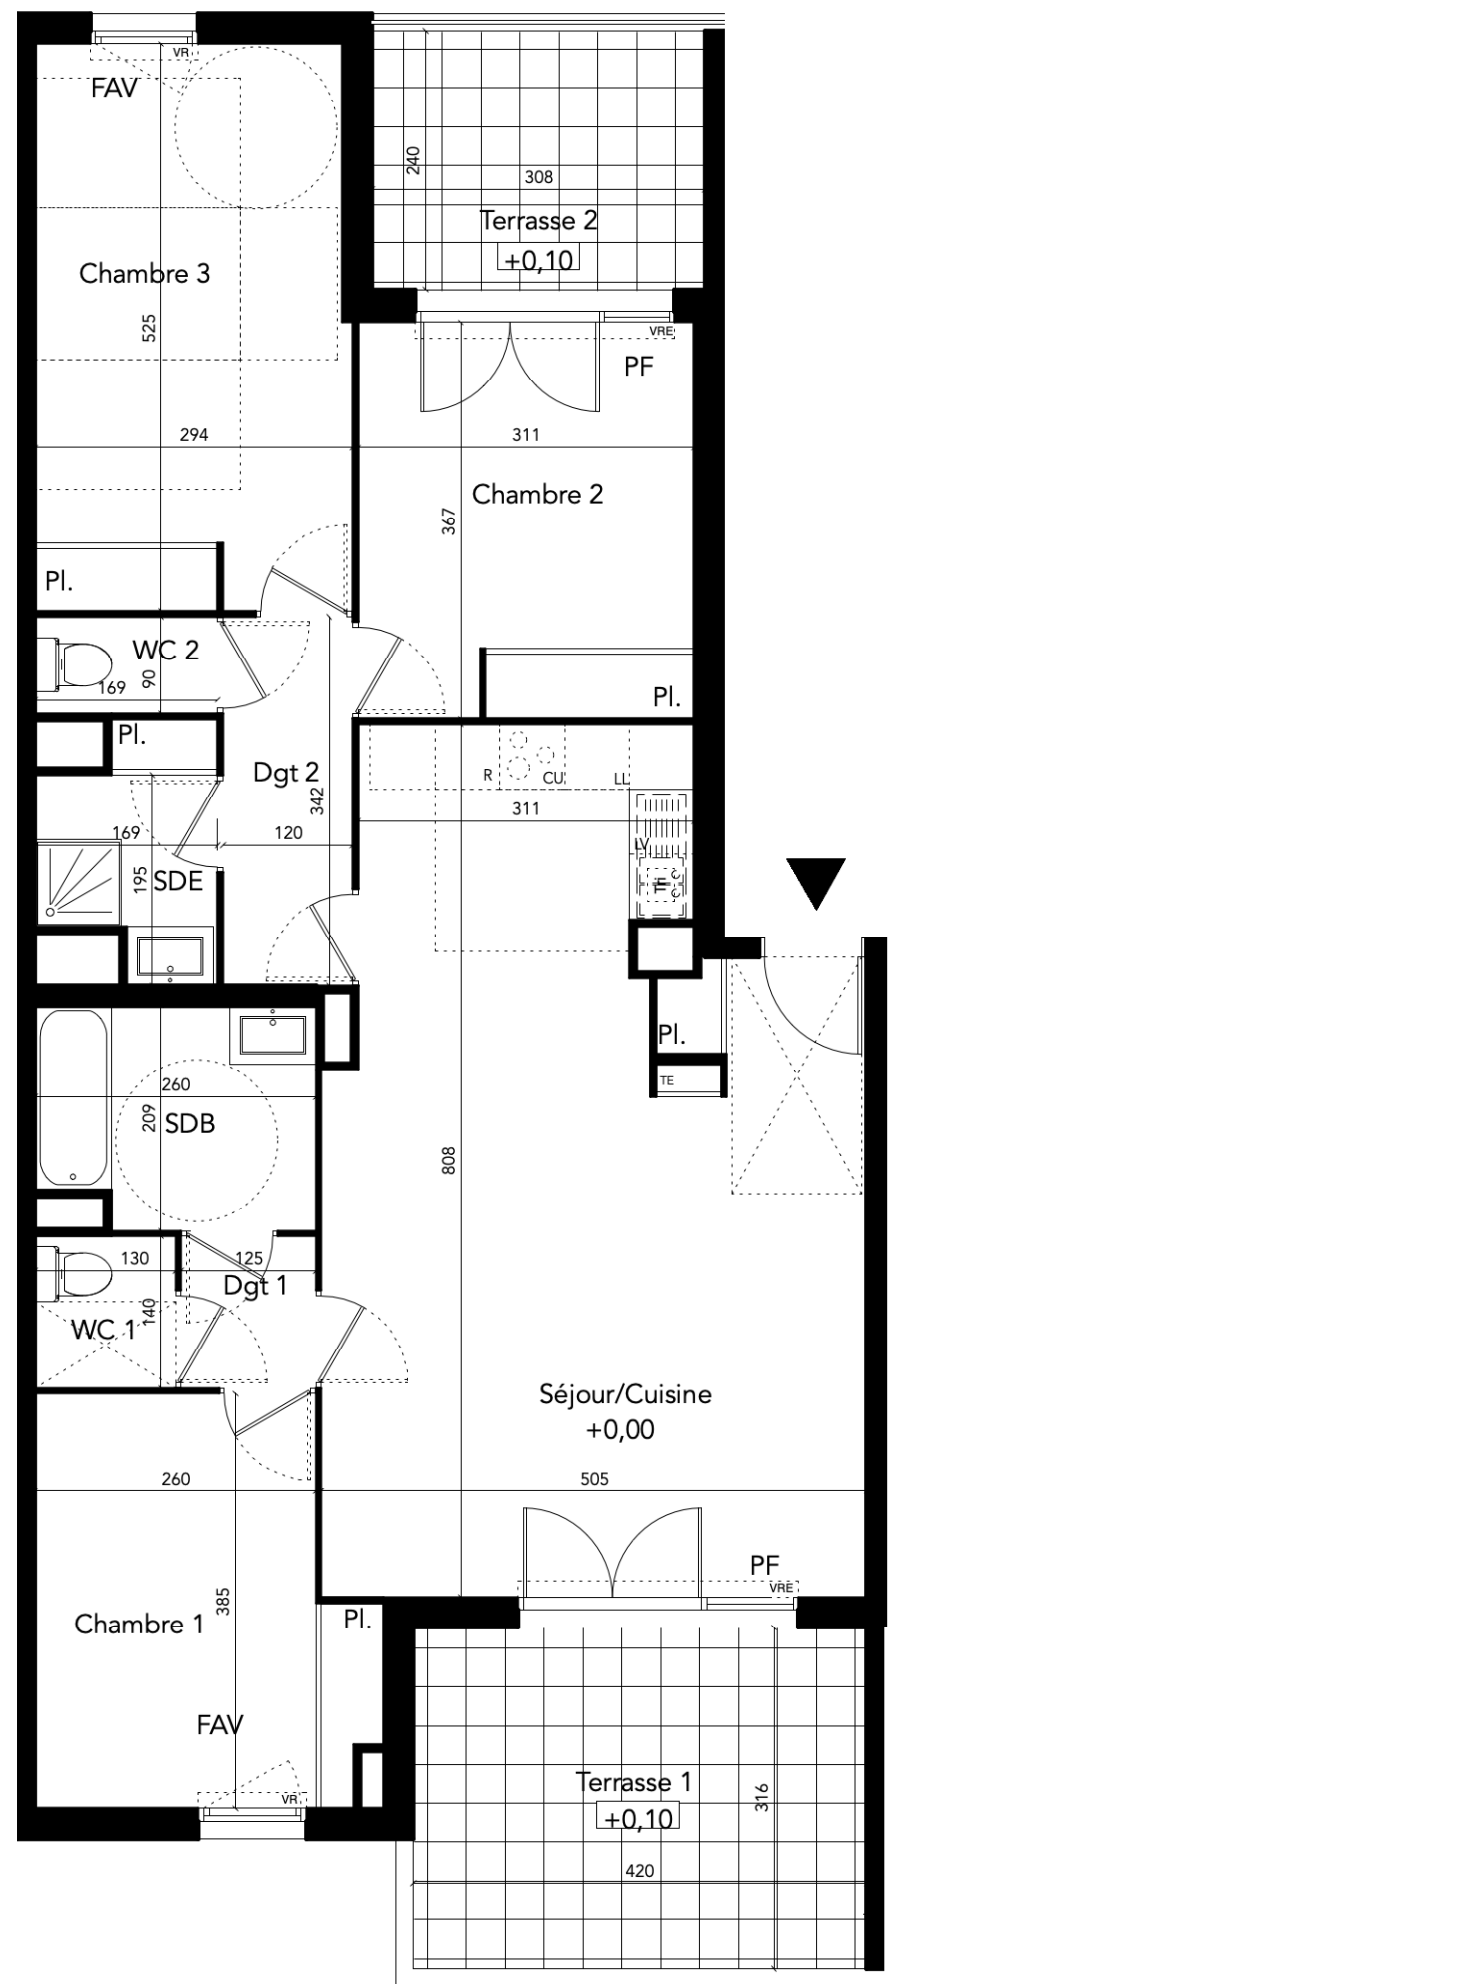 VR
FAV
240
308
Terrasse 2
+0,10
Chambre 3
525
VRE
PF
294
311
Chambre 2
367
Pl.
WC 2
90
169
Pl.
Pl.
Dgt 2
342
R
CU
LL
311
169
120
LV
Tri
195
SDE
Pl.
TE
260
209
SDB
808
130
125
Dgt 1
140
WC 1
Séjour/Cuisine
+0,00
260
505
PF
VRE
385
Chambre 1
Pl.
FAV
VR
Terrasse 1
+0,10
316
420